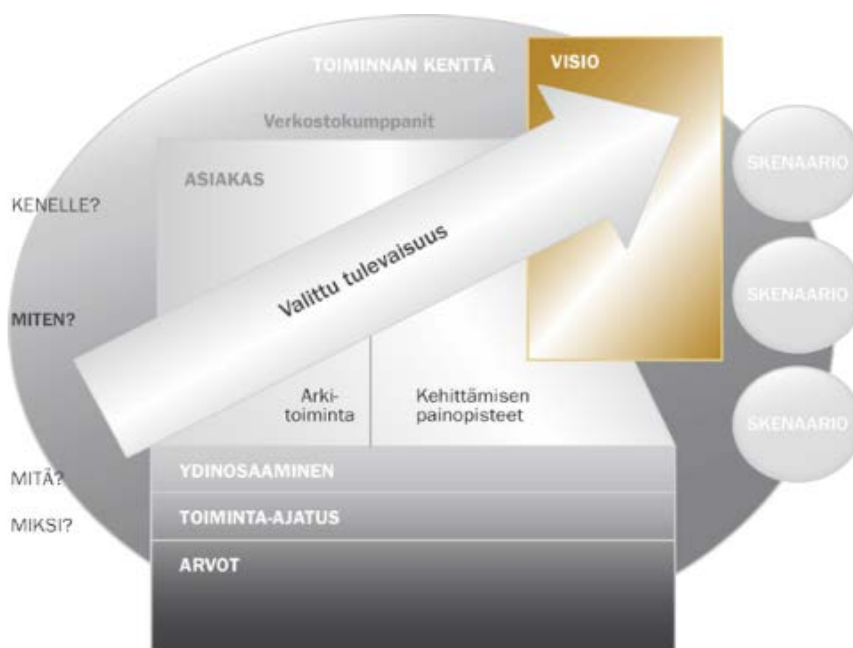 TOIMINNAN KENTTÄ
VISIO
Verkostokumppanit
SKENAARIO
ASIAKAS
KENELLE?
Valittu tulevaisuus
SKENAARIO
MITEN?
Arki-
toiminta
Kehittämisen
painopisteet
SKENAARIO
YDINOSAAMINEN
MITÄ?
TOIMINTA-AJATUS
MIKSI?
ARVOT